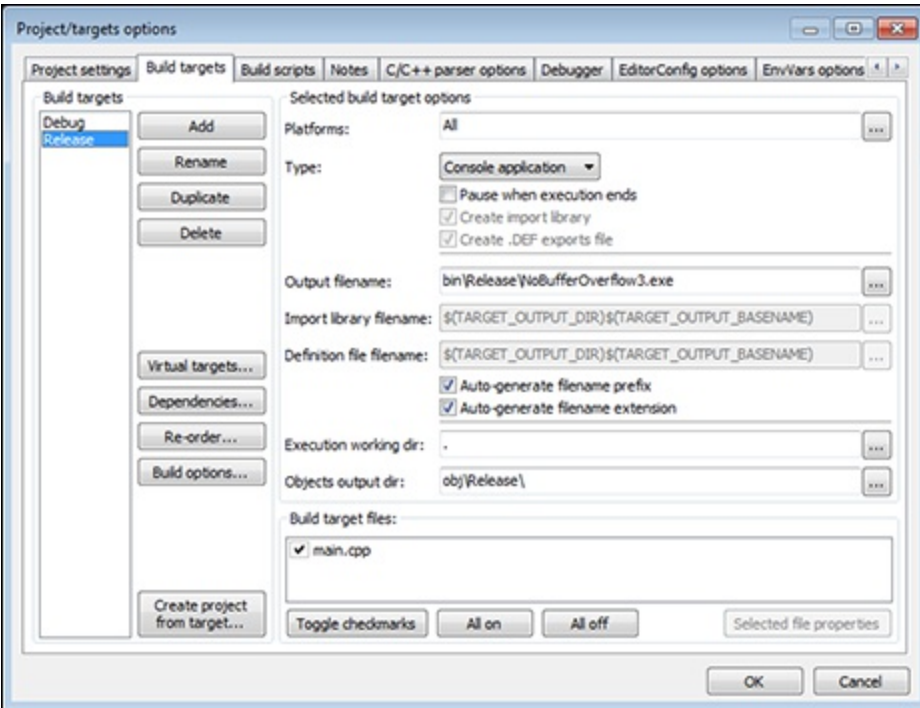 Project/targets options
Project settings Build targets Build scripts Notes C/C++ parser options Debugger EditorConfig options EnvVars options
Build targets
Debug
Release
Add
Rename
Duplicate
Delete
Virtual targets...
Dependencies...
Re-order...
Build options...
Create project
from target...
Selected build target options
Platforms: All ...
Type: Console application
Pause when execution ends
Create import library
Create .DEF exports file
Output filename: bin\Release\NoBufferOverflow3.exe ...
Import library filename: $(TARGET_OUTPUT_DIR)$(TARGET_OUTPUT_BASENAME) ...
Definition file filename: $(TARGET_OUTPUT_DIR)$(TARGET_OUTPUT_BASENAME) ...
Auto-generate filename prefix
Auto-generate filename extension
Execution working dir: . ...
Objects output dir: obj\Release\ ...
Build target files:
main.cpp
Toggle checkmarks All on All off Selected file properties
OK Cancel